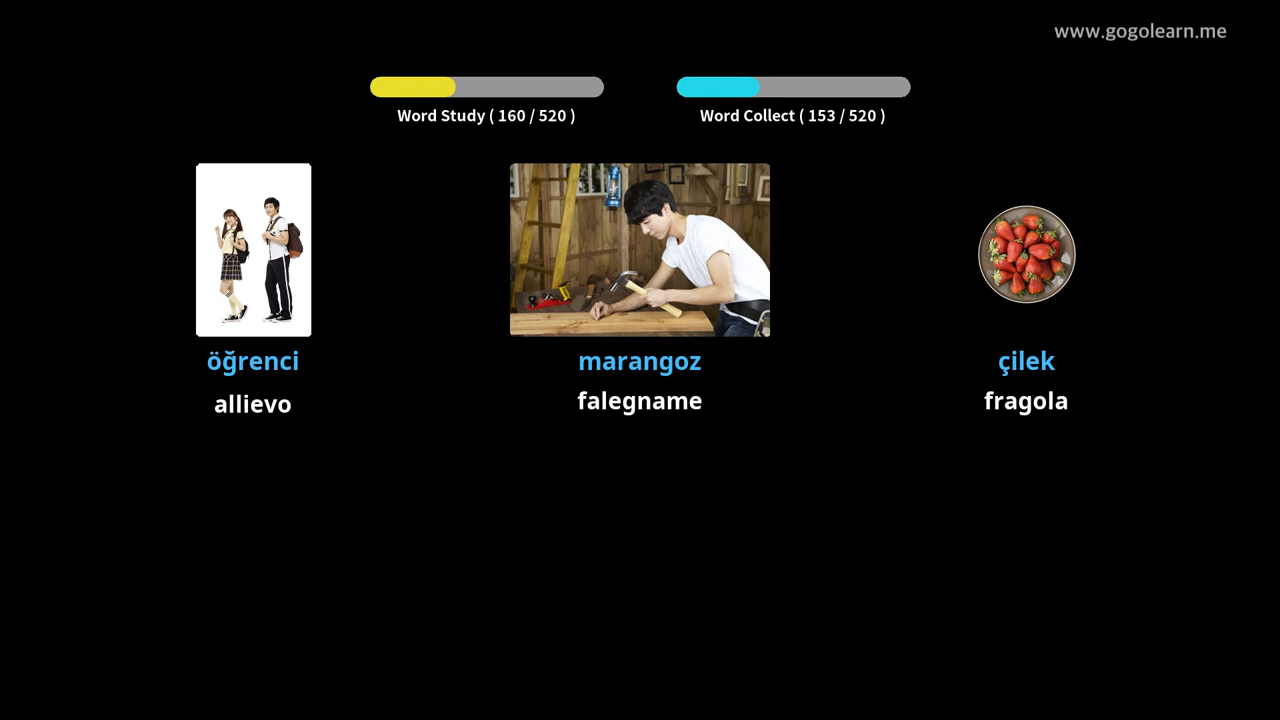 www.gogolearn.me
Word Study ( 160 / 520 )
Word Collect ( 153 / 520 )
öğrenci
allievo
marangoz
falegname
çilek
fragola